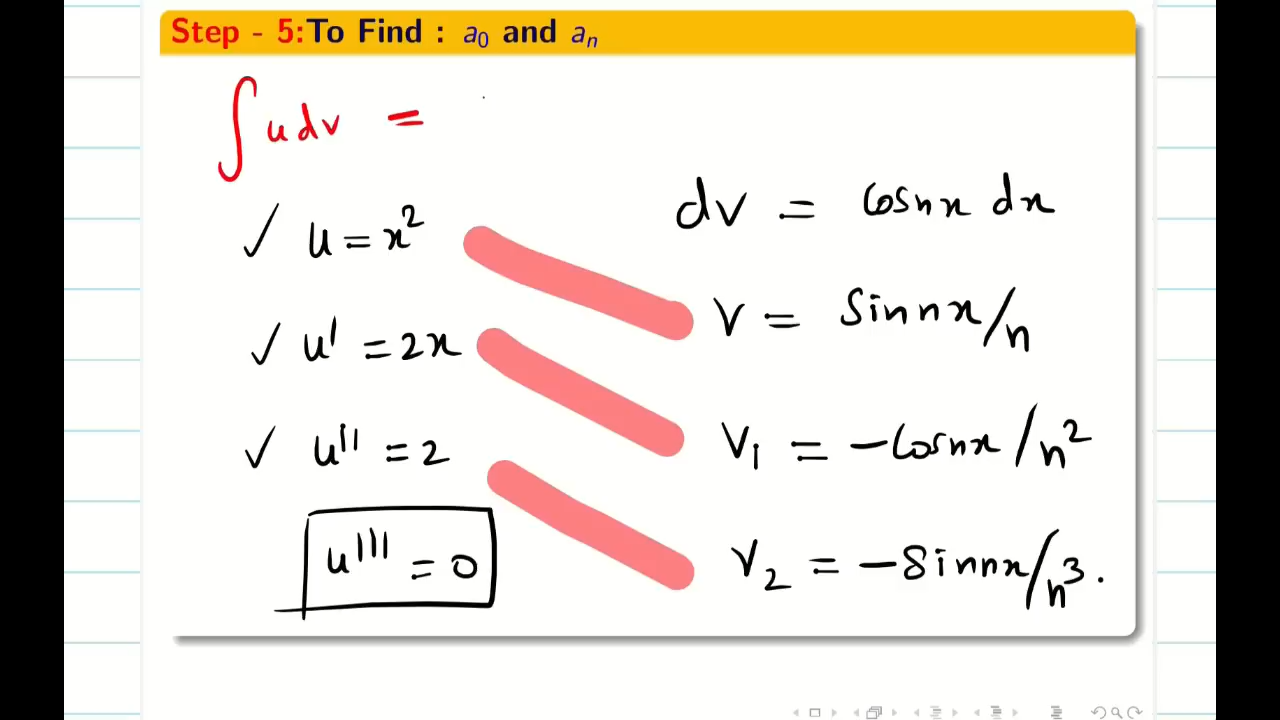 Step - 5:To Find : a₀ and aₙ
∫ u dv =
dv = cosnx dx
✓ u = x²
v = Sinnx/n
✓ u' = 2x
v₁ = -cosnx/n²
✓ u'' = 2
v₂ = -Sinnx/n³.
u''' = 0